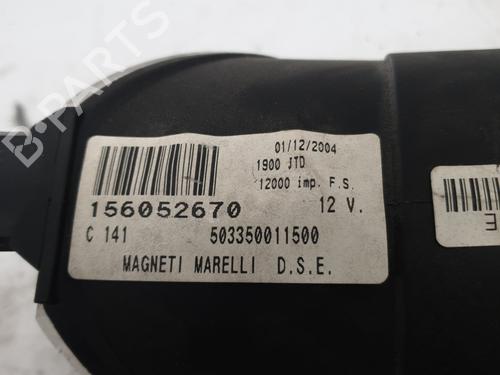 B-PARTS
01/12/2004
1900 JTD
12000 imp. F.S.
156052670
12 V.
C 141
503350011500
MAGNETI MARELLI D.S.E.
E